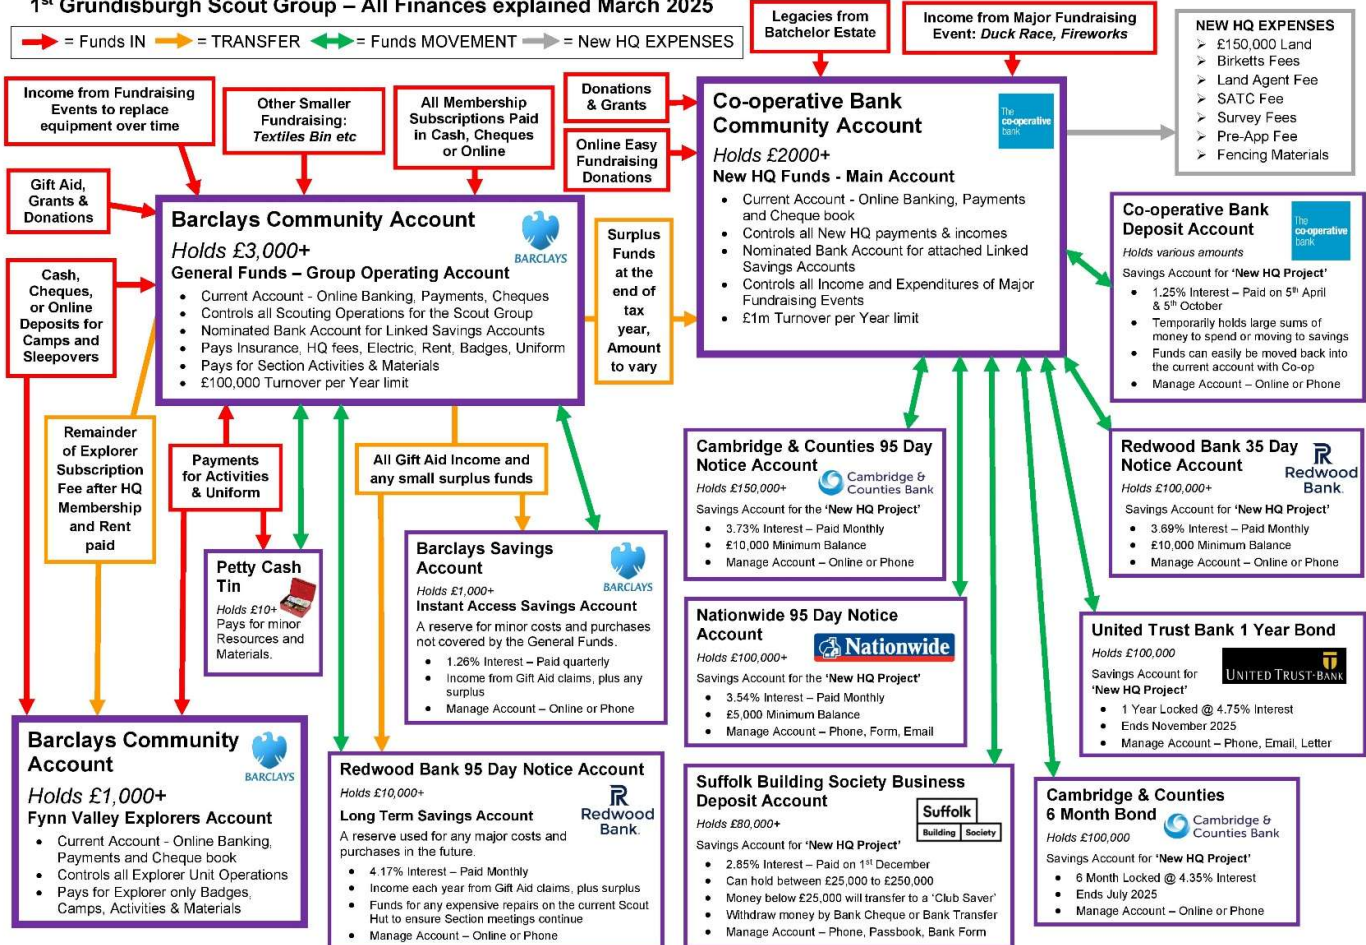 1st Grundisburgh Scout Group – All Finances explained March 2025
= Funds IN
= TRANSFER
= Funds MOVEMENT
= New HQ EXPENSES
Legacies from
Batchelor Estate
Income from Major Fundraising
Event: Duck Race, Fireworks
NEW HQ EXPENSES
➢ £150,000 Land
➢ Birketts Fees
➢ Land Agent Fee
➢ SATC Fee
➢ Survey Fees
➢ Pre-App Fee
➢ Fencing Materials
Income from Fundraising
Events to replace
equipment over time
Other Smaller
Fundraising:
Textiles Bin etc
All Membership
Subscriptions Paid
in Cash, Cheques
or Online
Donations
& Grants
Online Easy
Fundraising
Donations
Gift Aid,
Grants &
Donations
Cash,
Cheques,
or Online
Deposits for
Camps and
Sleepovers
Barclays Community Account
BARCLAYS
Holds £3,000+
General Funds – Group Operating Account
• Current Account - Online Banking, Payments, Cheques
• Controls all Scouting Operations for the Scout Group
• Nominated Bank Account for Linked Savings Accounts
• Pays Insurance, HQ fees, Electric, Rent, Badges, Uniform
• Pays for Section Activities & Materials
• £100,000 Turnover per Year limit
Surplus
Funds
at the
end of
tax
year,
Amount
to vary
Co-operative Bank
Community Account
The
co-operative
bank
Holds £2000+
New HQ Funds - Main Account
• Current Account - Online Banking, Payments
and Cheque book
• Controls all New HQ payments & incomes
• Nominated Bank Account for attached Linked
Savings Accounts
• Controls all Income and Expenditures of Major
Fundraising Events
• £1m Turnover per Year limit
Co-operative Bank
Deposit Account
The
co-operative
bank
Holds various amounts
Savings Account for 'New HQ Project'
• 1.25% Interest – Paid on 5th April
& 5th October
• Temporarily holds large sums of
money to spend or moving to savings
• Funds can easily be moved back into
the current account with Co-op
• Manage Account – Online or Phone
Remainder
of Explorer
Subscription
Fee after HQ
Membership
and Rent
paid
Payments
for Activities
& Uniform
All Gift Aid Income and
any small surplus funds
Petty Cash
Tin
Holds £10+
Pays for minor
Resources and
Materials.
Barclays Savings
Account
BARCLAYS
Holds £1,000+
Instant Access Savings Account
A reserve for minor costs and purchases
not covered by the General Funds.
• 1.26% Interest – Paid quarterly
• Income from Gift Aid claims, plus any
surplus
• Manage Account – Online or Phone
Cambridge & Counties 95 Day
Notice Account
Cambridge &
Counties Bank
Holds £150,000+
Savings Account for the 'New HQ Project'
• 3.73% Interest – Paid Monthly
• £10,000 Minimum Balance
• Manage Account – Online or Phone
Redwood Bank 35 Day
Notice Account
Redwood
Bank.
Holds £100,000+
Savings Account for 'New HQ Project'
• 3.69% Interest – Paid Monthly
• £10,000 Minimum Balance
• Manage Account – Online or Phone
Nationwide 95 Day Notice
Account
Nationwide
Holds £100,000+
Savings Account for the 'New HQ Project'
• 3.54% Interest – Paid Monthly
• £5,000 Minimum Balance
• Manage Account – Phone, Form, Email
United Trust Bank 1 Year Bond
Holds £100,000
UNITED TRUST BANK
Savings Account for
'New HQ Project'
• 1 Year Locked @ 4.75% Interest
• Ends November 2025
• Manage Account – Phone, Email, Letter
Barclays Community
Account
BARCLAYS
Holds £1,000+
Fynn Valley Explorers Account
• Current Account - Online Banking,
Payments and Cheque book
• Controls all Explorer Unit Operations
• Pays for Explorer only Badges,
Camps, Activities & Materials
Redwood Bank 95 Day Notice Account
Holds £10,000+
Redwood
Bank.
Long Term Savings Account
A reserve used for any major costs and
purchases in the future.
• 4.17% Interest – Paid Monthly
• Income each year from Gift Aid claims, plus surplus
• Funds for any expensive repairs on the current Scout
Hut to ensure Section meetings continue
• Manage Account – Online or Phone
Suffolk Building Society Business
Deposit Account
Suffolk
Building Society
Holds £80,000+
Savings Account for 'New HQ Project'
• 2.85% Interest – Paid on 1st December
• Can hold between £25,000 to £250,000
• Money below £25,000 will transfer to a 'Club Saver'
• Withdraw money by Bank Cheque or Bank Transfer
• Manage Account – Phone, Passbook, Bank Form
Cambridge & Counties
6 Month Bond
Cambridge &
Counties Bank
Holds £100,000
Savings Account for 'New HQ Project'
• 6 Month Locked @ 4.35% Interest
• Ends July 2025
• Manage Account – Online or Phone